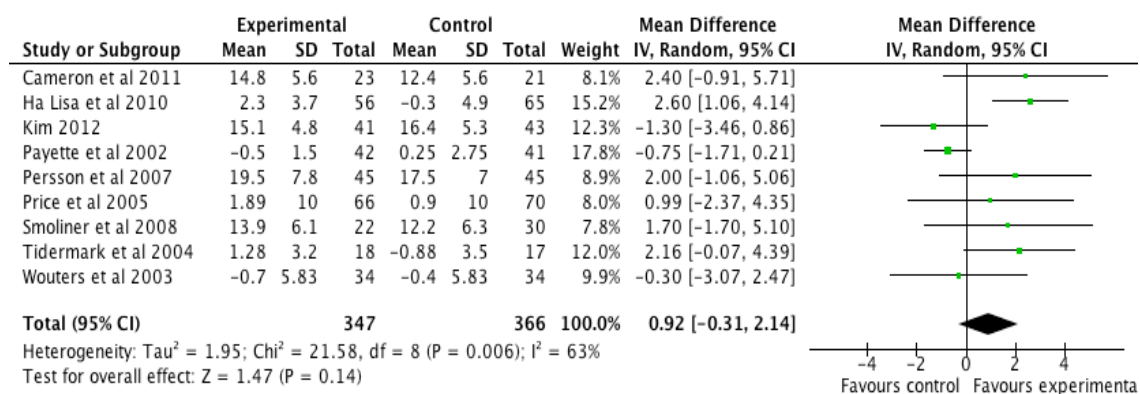 Experimental Control Mean Difference Mean Difference
Study or Subgroup Mean SD Total Mean SD Total Weight IV, Random, 95% CI IV, Random, 95% CI
Cameron et al 2011 14.8 5.6 23 12.4 5.6 21 8.1% 2.40 [−0.91, 5.71]
Ha Lisa et al 2010 2.3 3.7 56 −0.3 4.9 65 15.2% 2.60 [1.06, 4.14]
Kim 2012 15.1 4.8 41 16.4 5.3 43 12.3% −1.30 [−3.46, 0.86]
Payette et al 2002 −0.5 1.5 42 0.25 2.75 41 17.8% −0.75 [−1.71, 0.21]
Persson et al 2007 19.5 7.8 45 17.5 7 45 8.9% 2.00 [−1.06, 5.06]
Price et al 2005 1.89 10 66 0.9 10 70 8.0% 0.99 [−2.37, 4.35]
Smoliner et al 2008 13.9 6.1 22 12.2 6.3 30 7.8% 1.70 [−1.70, 5.10]
Tidermark et al 2004 1.28 3.2 18 −0.88 3.5 17 12.0% 2.16 [−0.07, 4.39]
Wouters et al 2003 −0.7 5.83 34 −0.4 5.83 34 9.9% −0.30 [−3.07, 2.47]
Total (95% CI) 347 366 100.0% 0.92 [−0.31, 2.14]
Heterogeneity: Tau² = 1.95; Chi² = 21.58, df = 8 (P = 0.006); I² = 63%
Test for overall effect: Z = 1.47 (P = 0.14)
−4 −2 0 2 4
Favours control Favours experimenta